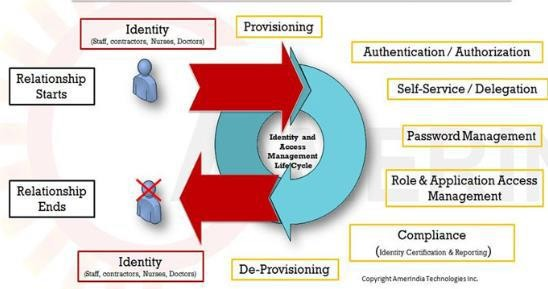 Identity
(Staff, contractors, Nurses, Doctors)
Provisioning
Authentication / Authorization
Relationship
Starts
Self-Service / Delegation
Identity and
Access
Management
Life Cycle
Password Management
Role & Application Access
Management
Relationship
Ends
Compliance
(Identity Certification & Reporting)
Identity
(Staff, contractors, Nurses, Doctors)
De-Provisioning
Copyright Amerindia Technologies Inc.